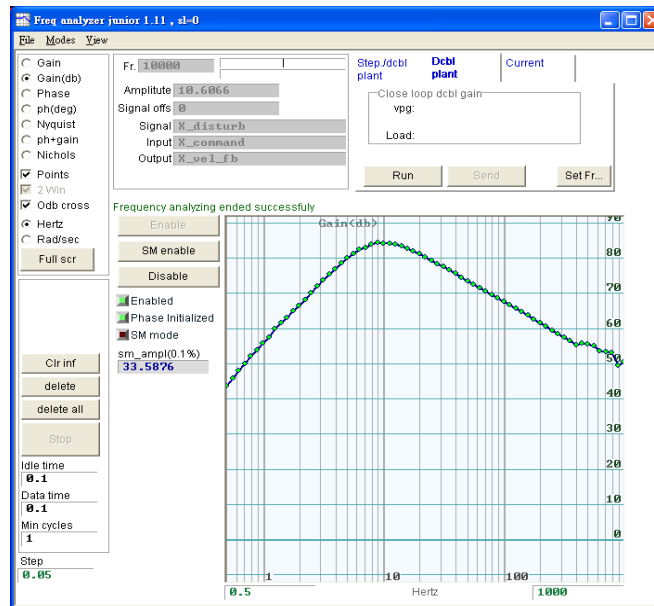 Freq analyzer junior 1.11 , sl=0
File Modes View
Gain
Gain(db)
Phase
ph(deg)
Nyquist
ph+gain
Nichols
Points
2 Win
Odb cross
Hertz
Rad/sec
Full scr
Fr. 10000
Amplitute 10.6066
Signal offs 0
Signal X_disturb
Input X_command
Output X_vel_fb
Step./dcbl plant
Dcbl plant
Current
Close loop dcbl gain
vpg:
Load:
Run
Send
Set Fr...
Frequency analyzing ended successfuly
Enable
SM enable
Disable
Enabled
Phase Initialized
SM mode
sm_ampl(0.1%)
33.5876
Clr inf
delete
delete all
Stop
Idle time
0.1
Data time
0.1
Min cycles
1
Step
0.05
Gain(db)
90
80
70
60
50
40
30
20
10
0
1 10 100
0.5 Hertz 1000